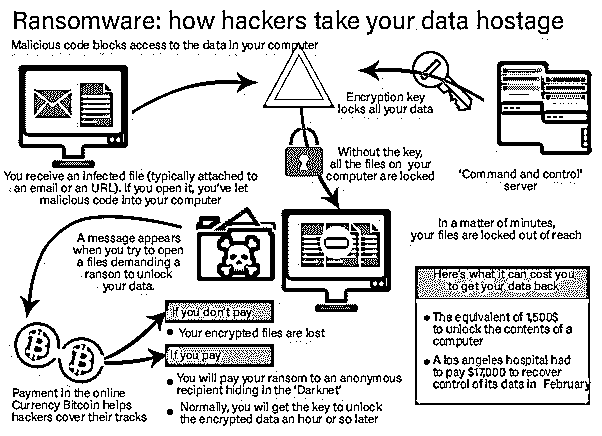 Ransomware: how hackers take your data hostage
Malicious code blocks access to the data in your computer
Encryption key
locks all your data
You receive an infected file (typically attached to
an email or an URL). If you open it, you've let
malicious code into your computer
Without the key,
all the files on your
computer are locked
'Command and control'
server
In a matter of minutes,
your files are locked out of reach
A message appears
when you try to open
a files demanding a
ranson to unlock
your data.
Here's what it can cost you
to get your data back
• The equivalent of 1,500$
to unlock the contents of a
computer
• A los angeles hospital had
to pay $17,000 to recover
control of its data in February
If you don't pay
• Your encrypted files are lost
If you pay
• You will pay your ransom to an anonymous
recipient hiding in the 'Darknet'
• Normally, you will get the key to unlock
the encrypted data an hour or so later
Payment in the online
Currency Bitcoin helps
hackers cover their tracks